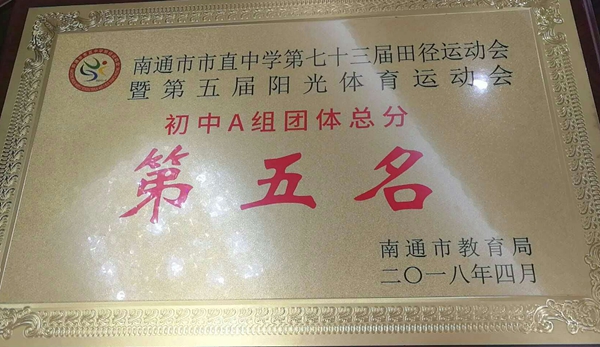 南通市市直中学第七十三届田径运动会
暨第五届阳光体育运动会
初中A组团体总分
第五名
南通市教育局
二〇一八年四月